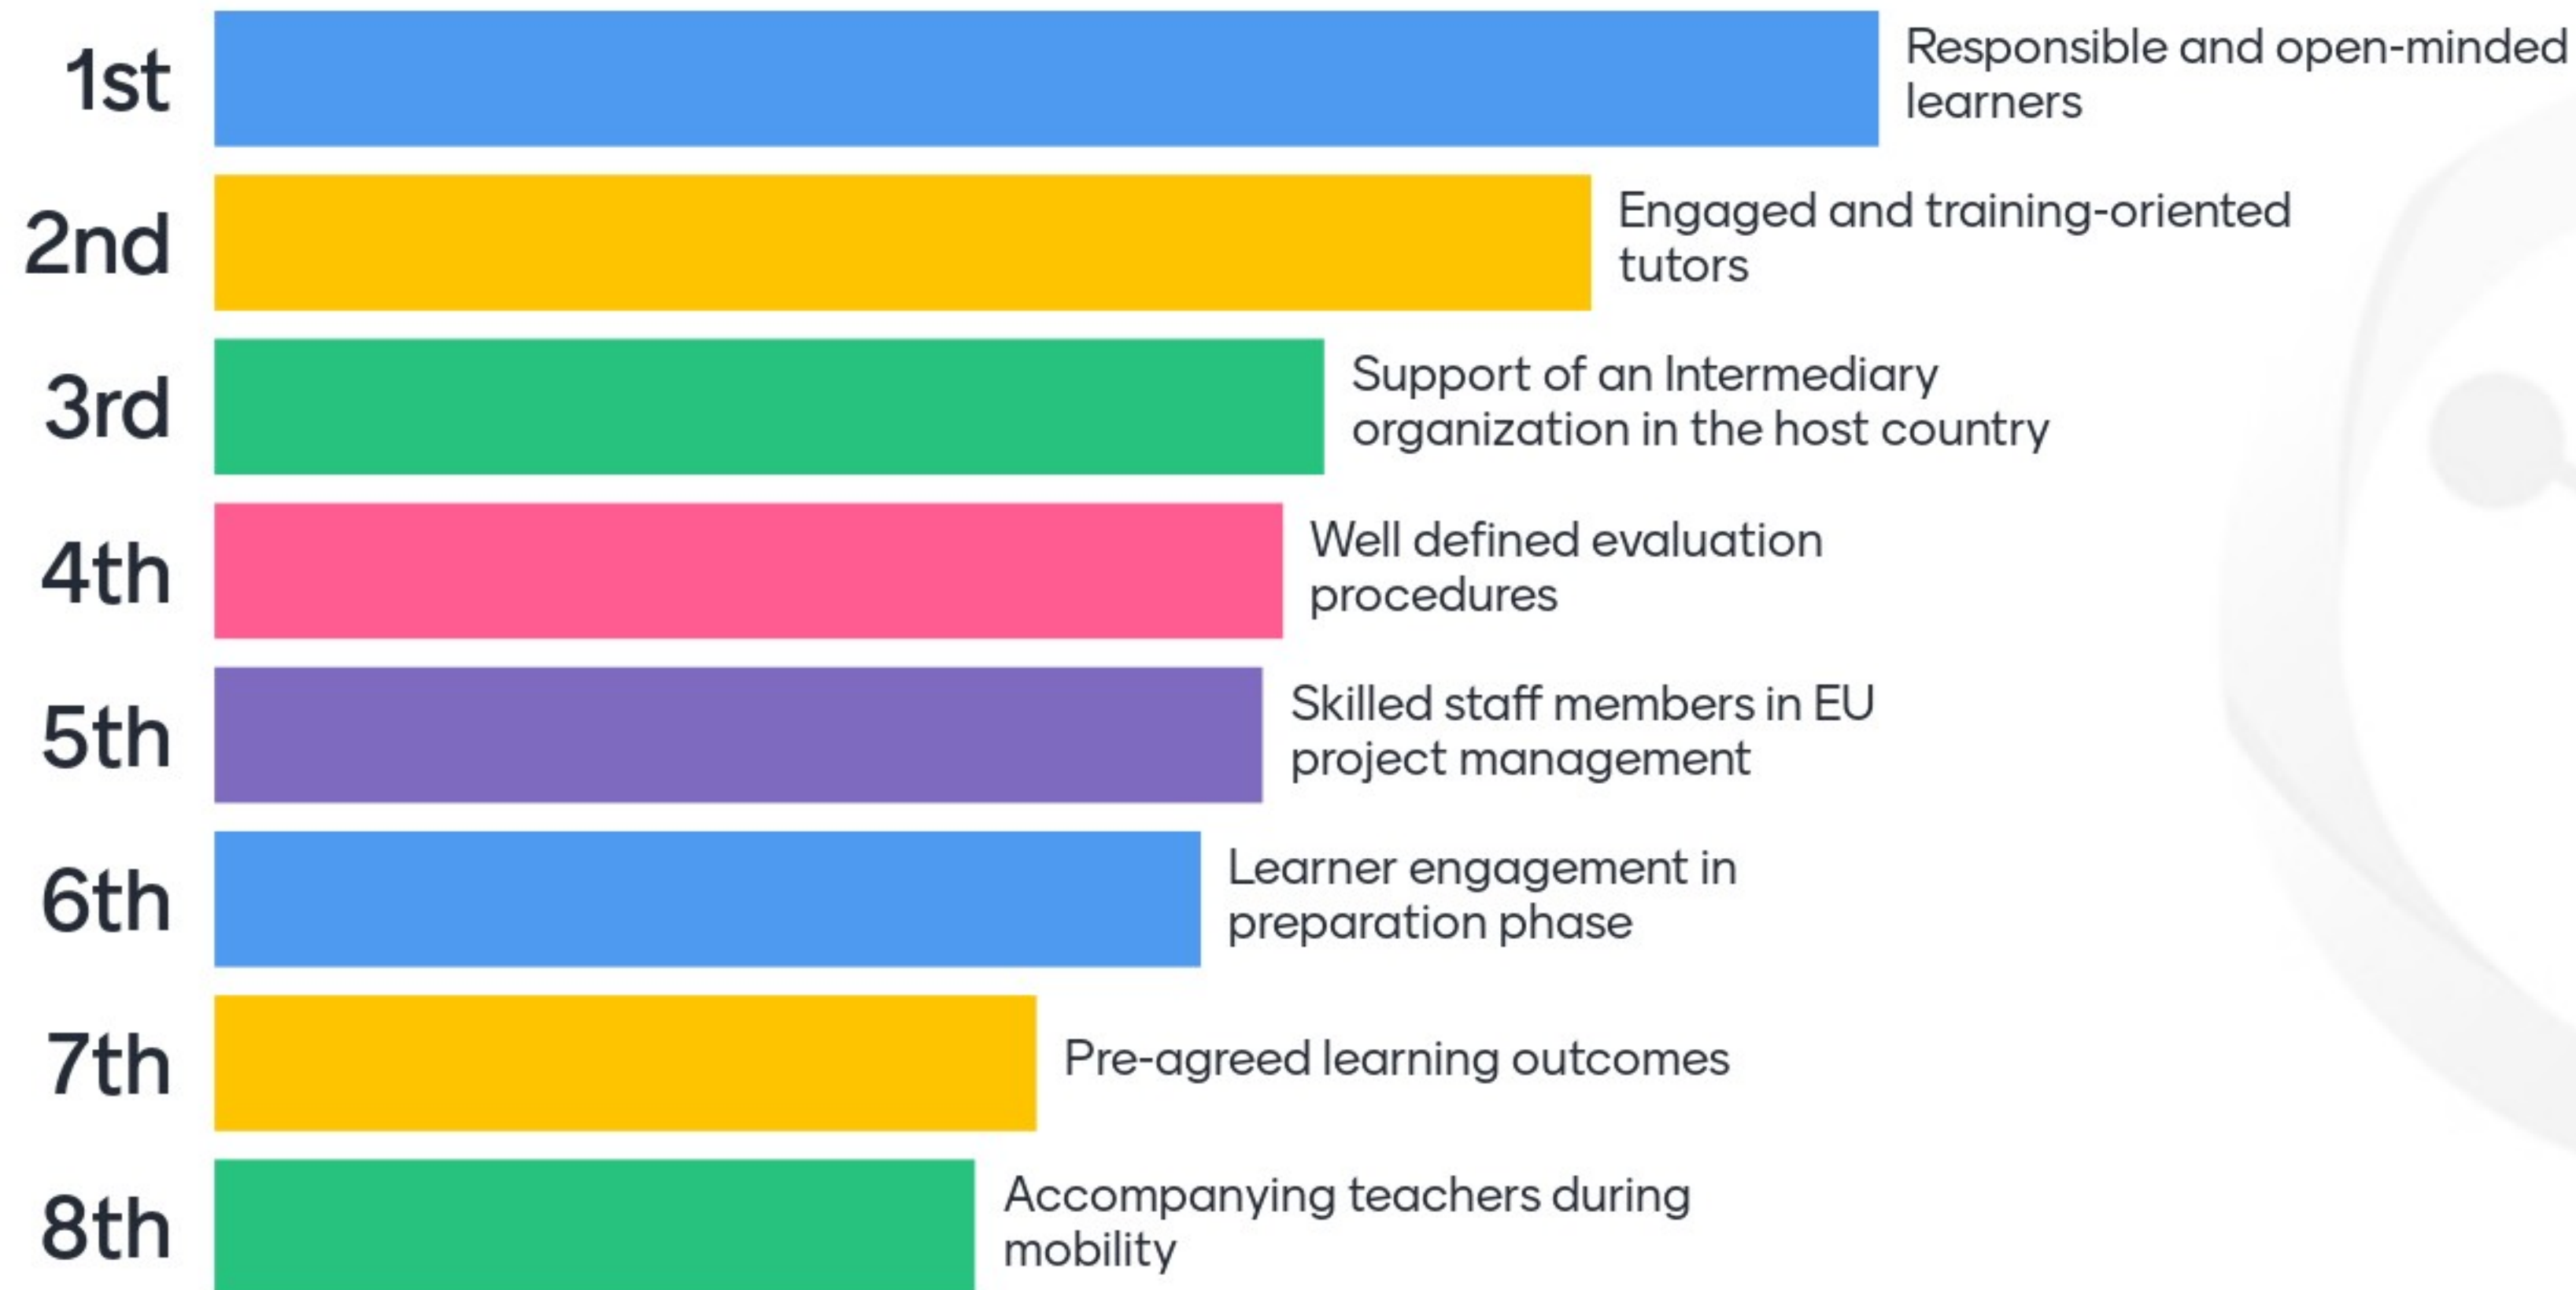 1st
Responsible and open-minded
learners
2nd
Engaged and training-oriented
tutors
3rd
Support of an Intermediary
organization in the host country
4th
Well defined evaluation
procedures
5th
Skilled staff members in EU
project management
6th
Learner engagement in
preparation phase
7th
Pre-agreed learning outcomes
8th
Accompanying teachers during
mobility